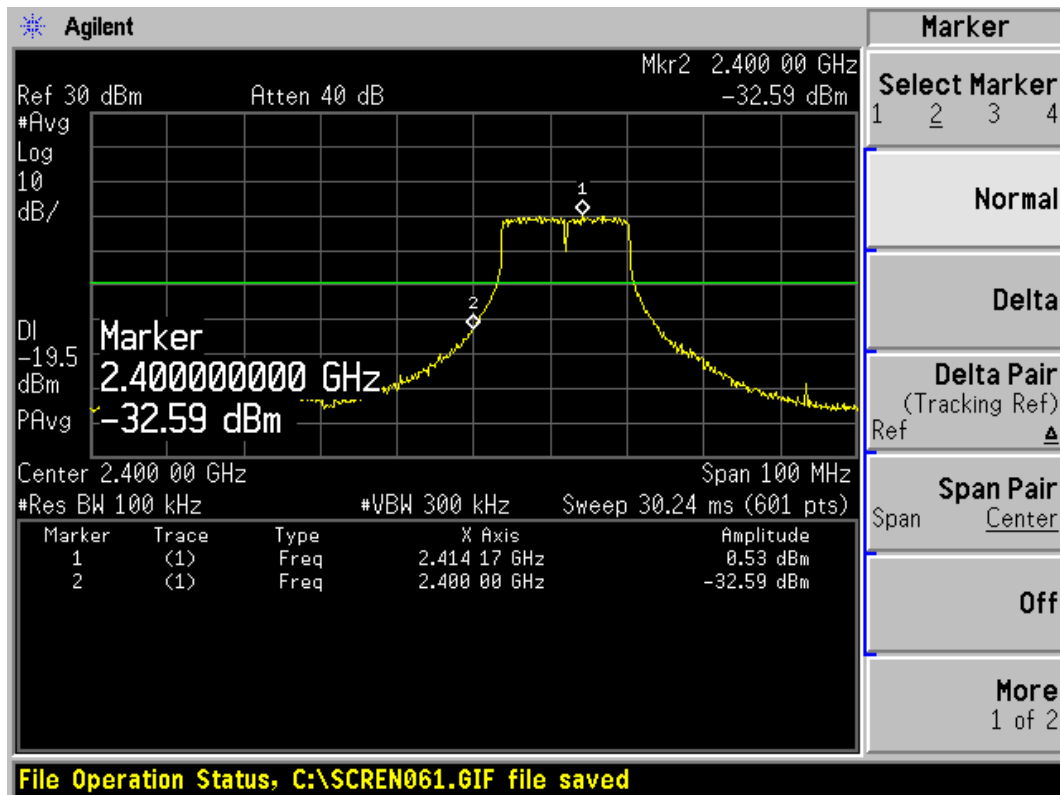 Agilent
Marker
Mkr2 2.400 00 GHz
Ref 30 dBm Atten 40 dB -32.59 dBm
#Avg
Log
10
dB/
1
2
DI
-19.5
dBm
PAvg
Marker
2.400000000 GHz
-32.59 dBm
Center 2.400 00 GHz Span 100 MHz
#Res BW 100 kHz #VBW 300 kHz Sweep 30.24 ms (601 pts)
Marker Trace Type X Axis Amplitude
1 (1) Freq 2.414 17 GHz 0.53 dBm
2 (1) Freq 2.400 00 GHz -32.59 dBm
Select Marker
1 2 3 4
Normal
Delta
Delta Pair
(Tracking Ref)
Ref Δ
Span Pair
Span Center
Off
More
1 of 2
File Operation Status, C:\SCREN061.GIF file saved